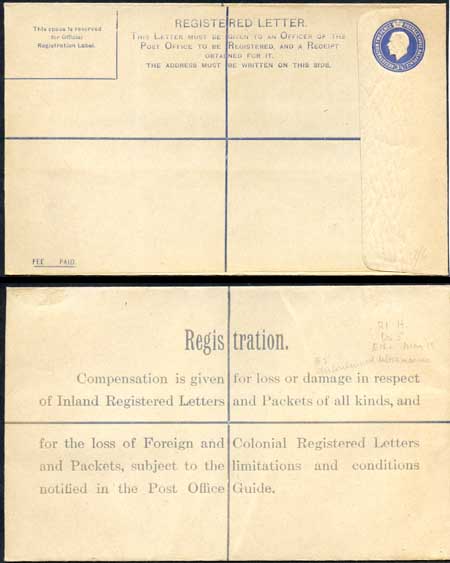 This space is reserved
for Official
Registration Label.
REGISTERED LETTER.
THIS LETTER MUST BE GIVEN TO AN OFFICER OF THE
POST OFFICE TO BE REGISTERED, AND A RECEIPT
OBTAINED FOR IT.
THE ADDRESS MUST BE WRITTEN ON THIS SIDE.
FEE PAID.
Registration.
Compensation is given for loss or damage in respect
of Inland Registered Letters and Packets of all kinds, and
for the loss of Foreign and Colonial Registered Letters
and Packets, subject to the limitations and conditions
notified in the Post Office Guide.